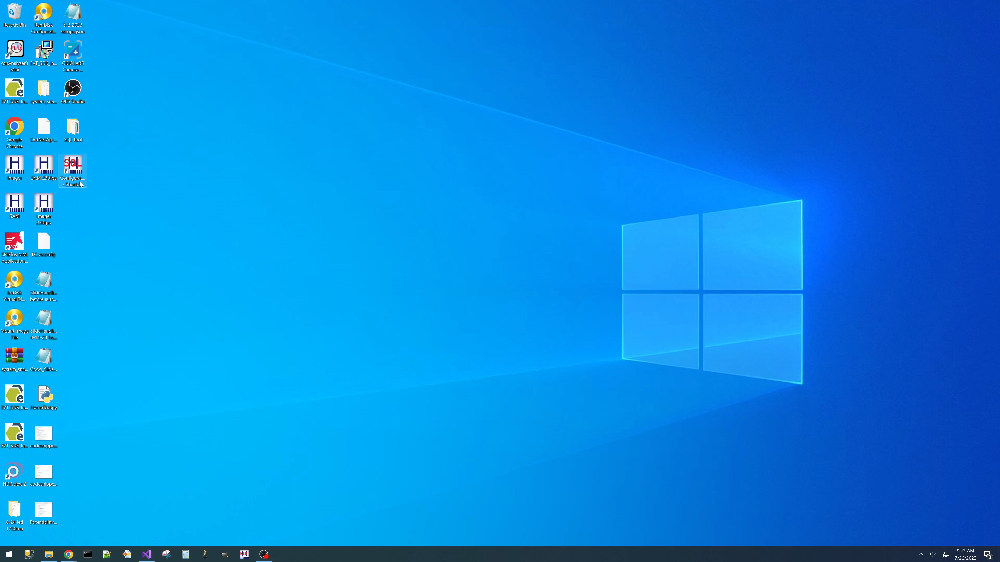 Recycle Bin
RamDisk
Configurat...
5-2-2023
setups.json
canAnalyser3
Mini
EVT_SDK_In...
OKIOLABS
Camera ...
EVT_SDK_In...
system_sna...
OBS Studio
Google
Chrome
DotNetZip-...
SQL Tool
H
Imager
H
SAM 230fps
SQL
H
Configurat...
- Shortcut
H
SAM
H
Imager
230fps
MI
SPiiPlus MMI
Application...
EC.vsconfig
ImDisk
Virtual Di...
SlideHandli...
before auto...
Mount Image
File
SlideHandli...
4-11-23 be...
system_sna...
Good_Slide...
e
EVT_SDK_In...
HomeTest.py
e
EVT_SDK_In...
codesnippe...
NDP.view 2
codesnippe...
6-24 led
1750ma
PotentialInv...
SQL
9:23 AM
7/26/2023
3